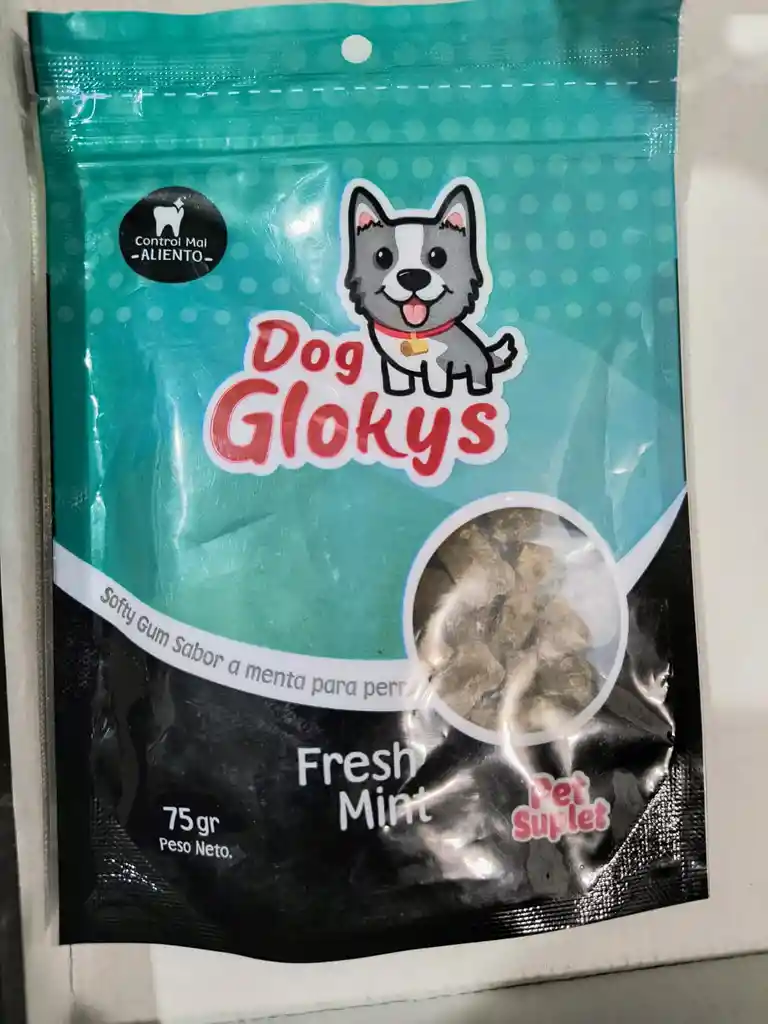 Control Mal
-ALIENTO-
Dog
Glokys
Softy Gum Sabor a menta para perr
Fresh
Mint
75gr
Peso Neto.
Pet
Suplet